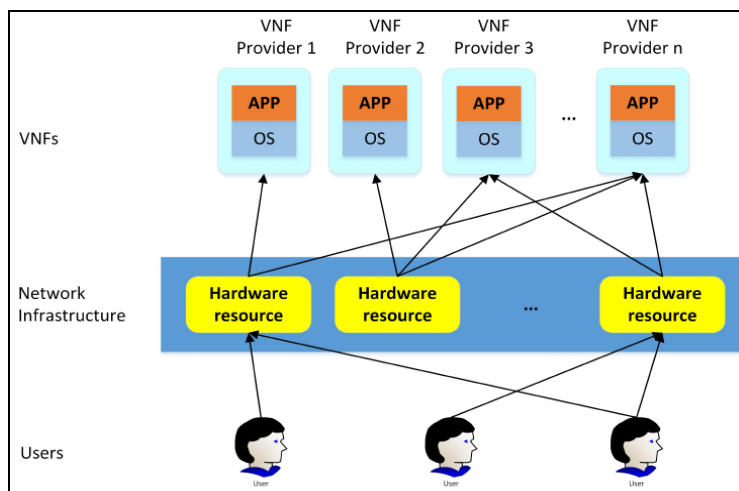 VNF
Provider 1
VNF
Provider 2
VNF
Provider 3
VNF
Provider n
VNFs
APP
OS
APP
OS
APP
OS
...
APP
OS
Network
Infrastructure
Hardware
resource
Hardware
resource
...
Hardware
resource
Users
User
User
User